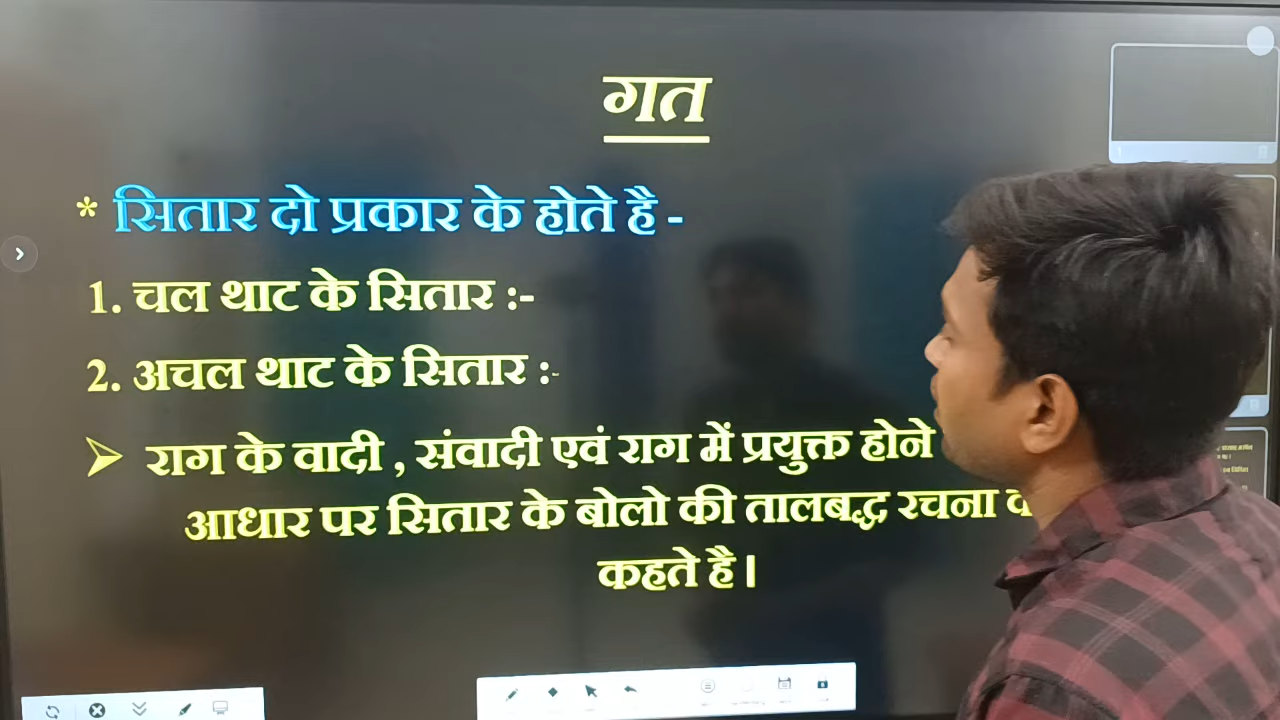 गत
* सितार दो प्रकार के होते है -
1. चल थाट के सितार :-
2. अचल थाट के सितार :-
➤ राग के वादी , संवादी एवं राग में प्रयुक्त होने
आधार पर सितार के बोलो की तालबद्ध रचना
कहते है।